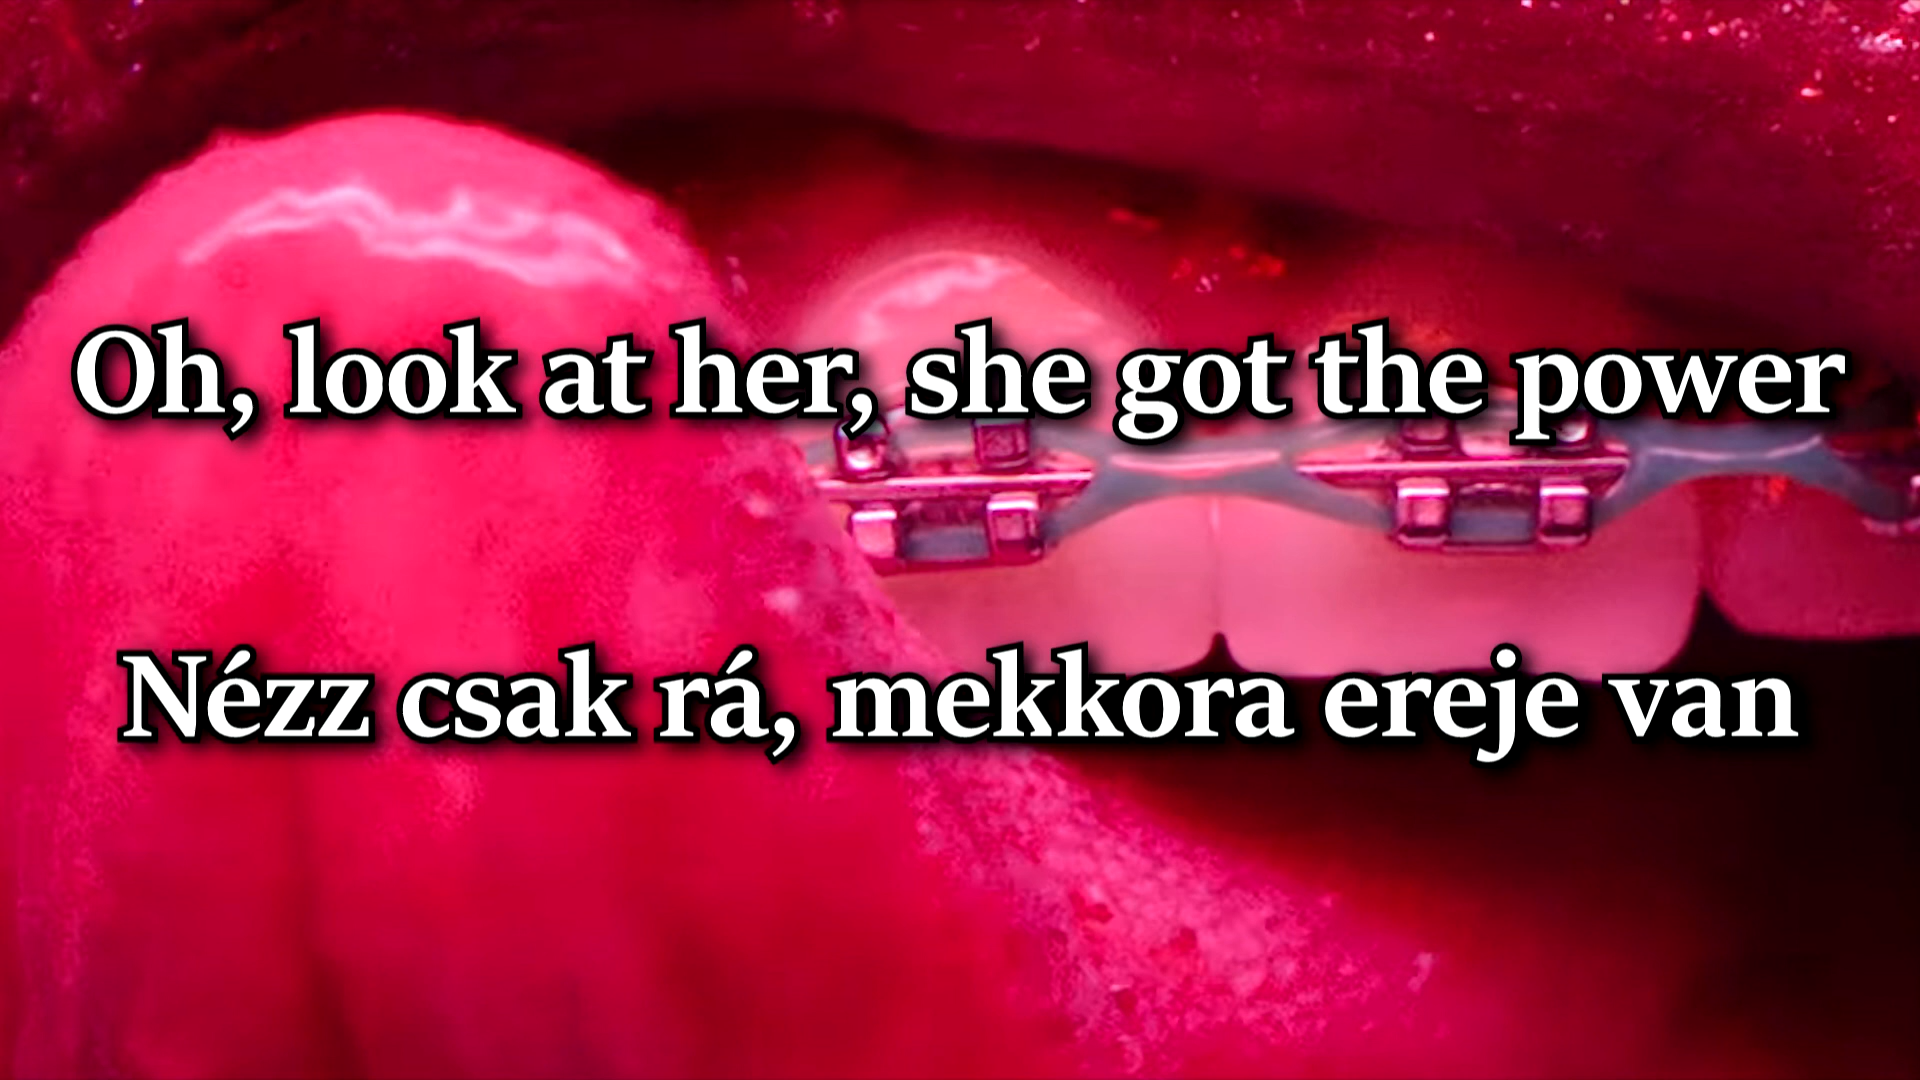 Oh, look at her, she got the power
Nézz csak rá, mekkora ereje van